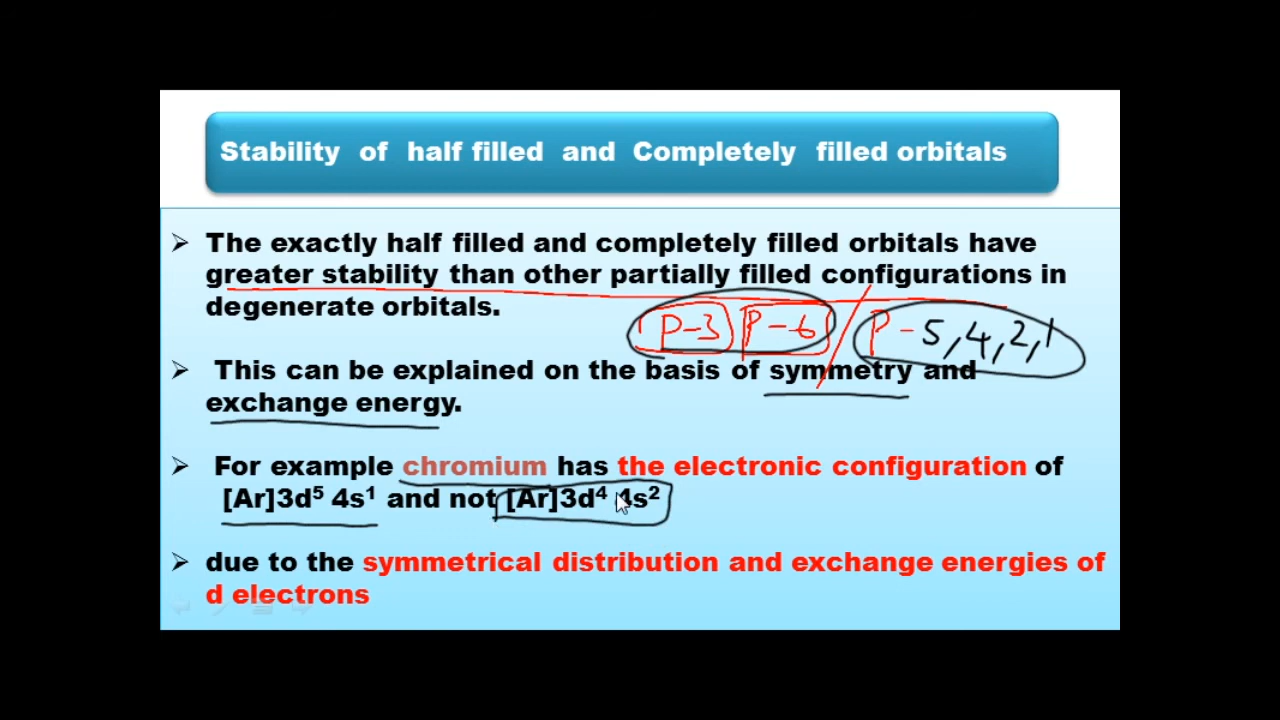 Stability of half filled and Completely filled orbitals
➢ The exactly half filled and completely filled orbitals have
greater stability than other partially filled configurations in
degenerate orbitals.
P-3 P-6 / P-5,4,2,1
➢ This can be explained on the basis of symmetry and
exchange energy.
➢ For example chromium has the electronic configuration of
[Ar]3d⁵ 4s¹ and not [Ar]3d⁴ 4s²
➢ due to the symmetrical distribution and exchange energies of
d electrons